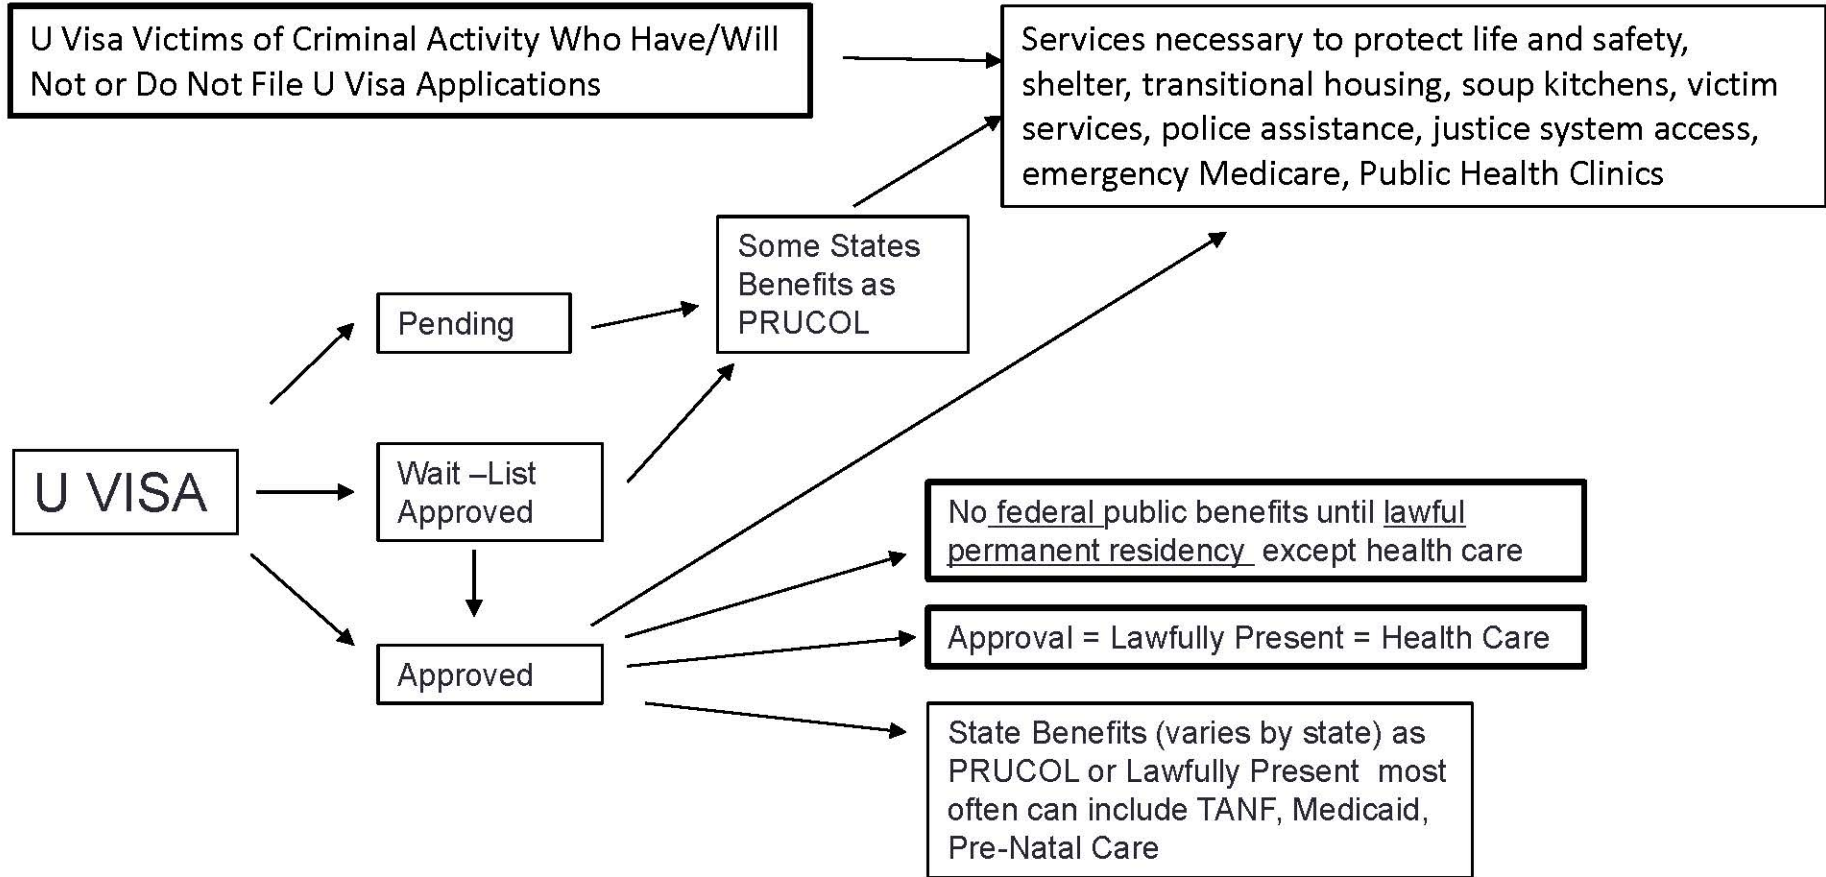 U Visa Victims of Criminal Activity Who Have/Will
Not or Do Not File U Visa Applications
Services necessary to protect life and safety,
shelter, transitional housing, soup kitchens, victim
services, police assistance, justice system access,
emergency Medicare, Public Health Clinics
Some States
Benefits as
PRUCOL
Pending
U VISA
Wait –List
Approved
No federal public benefits until lawful
permanent residency except health care
Approval = Lawfully Present = Health Care
Approved
State Benefits (varies by state) as
PRUCOL or Lawfully Present most
often can include TANF, Medicaid,
Pre-Natal Care